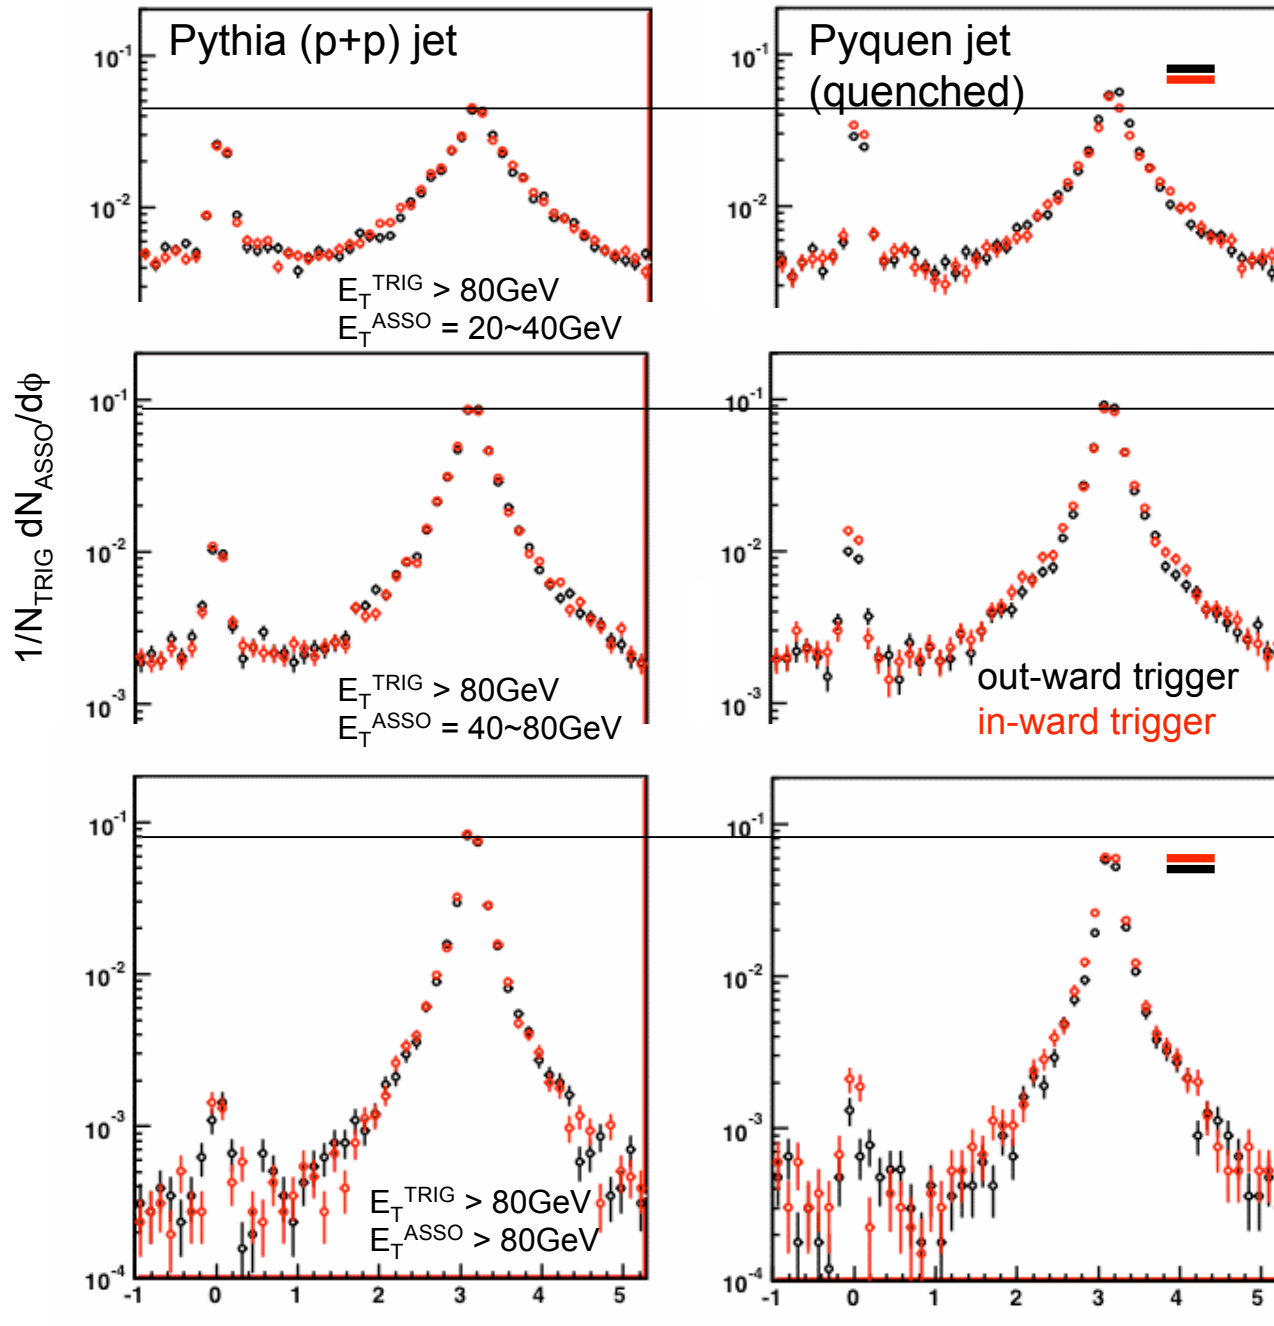 Pythia (p+p) jet
Pyquen jet
(quenched)
10^-1
10^-2
10^-1
10^-2
E_T^TRIG > 80GeV
E_T^ASSO = 20~40GeV
1/N_TRIG dN_ASSO/dφ
10^-1
10^-2
10^-3
10^-1
10^-2
10^-3
E_T^TRIG > 80GeV
E_T^ASSO = 40~80GeV
out-ward trigger
in-ward trigger
10^-1
10^-2
10^-3
10^-4
10^-1
10^-2
10^-3
10^-4
E_T^TRIG > 80GeV
E_T^ASSO > 80GeV
-1 0 1 2 3 4 5
-1 0 1 2 3 4 5